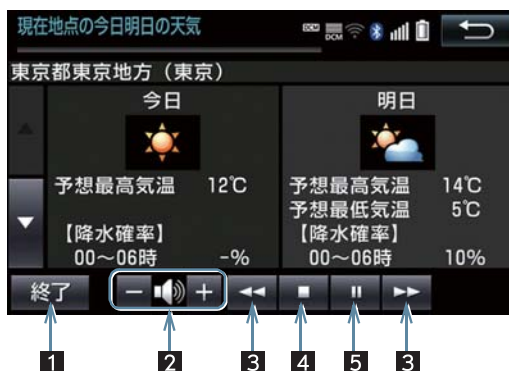 現在地点の今日明日の天気
DCM
DCM
東京都東京地方（東京）
今日
明日
予想最高気温 12℃
予想最高気温 14℃
予想最低気温 5℃
【降水確率】
00～06時 -%
【降水確率】
00～06時 10%
終了
－ ＋
1 2 3 4 5 3